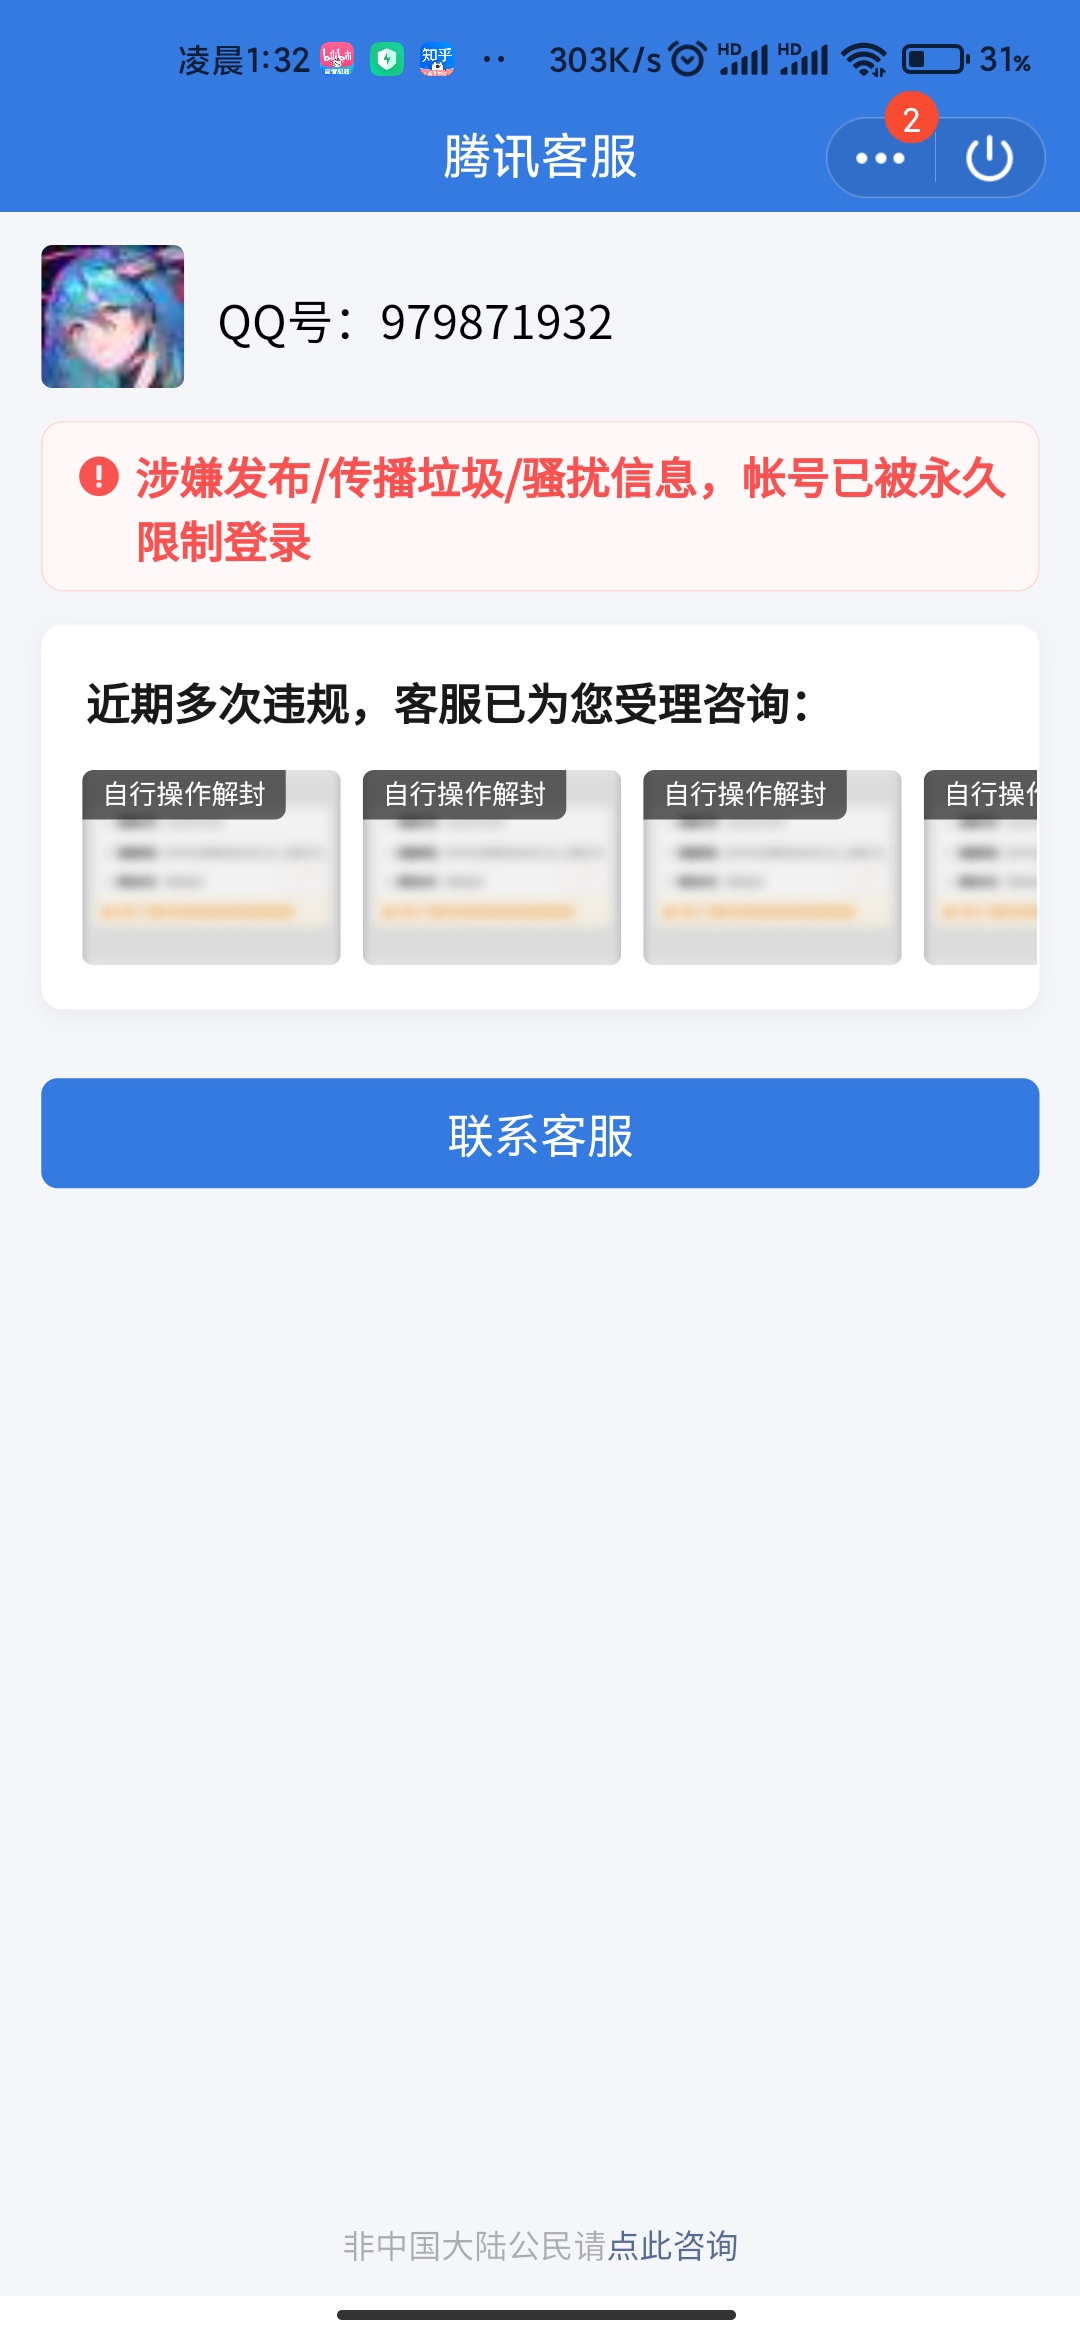 凌晨1:32 bilibili 知乎 ·· 303K/s HD HD 31%
腾讯客服
2
QQ号：979871932
涉嫌发布/传播垃圾/骚扰信息，帐号已被永久
限制登录
近期多次违规，客服已为您受理咨询：
自行操作解封 自行操作解封 自行操作解封 自行操作
联系客服
非中国大陆公民请点此咨询